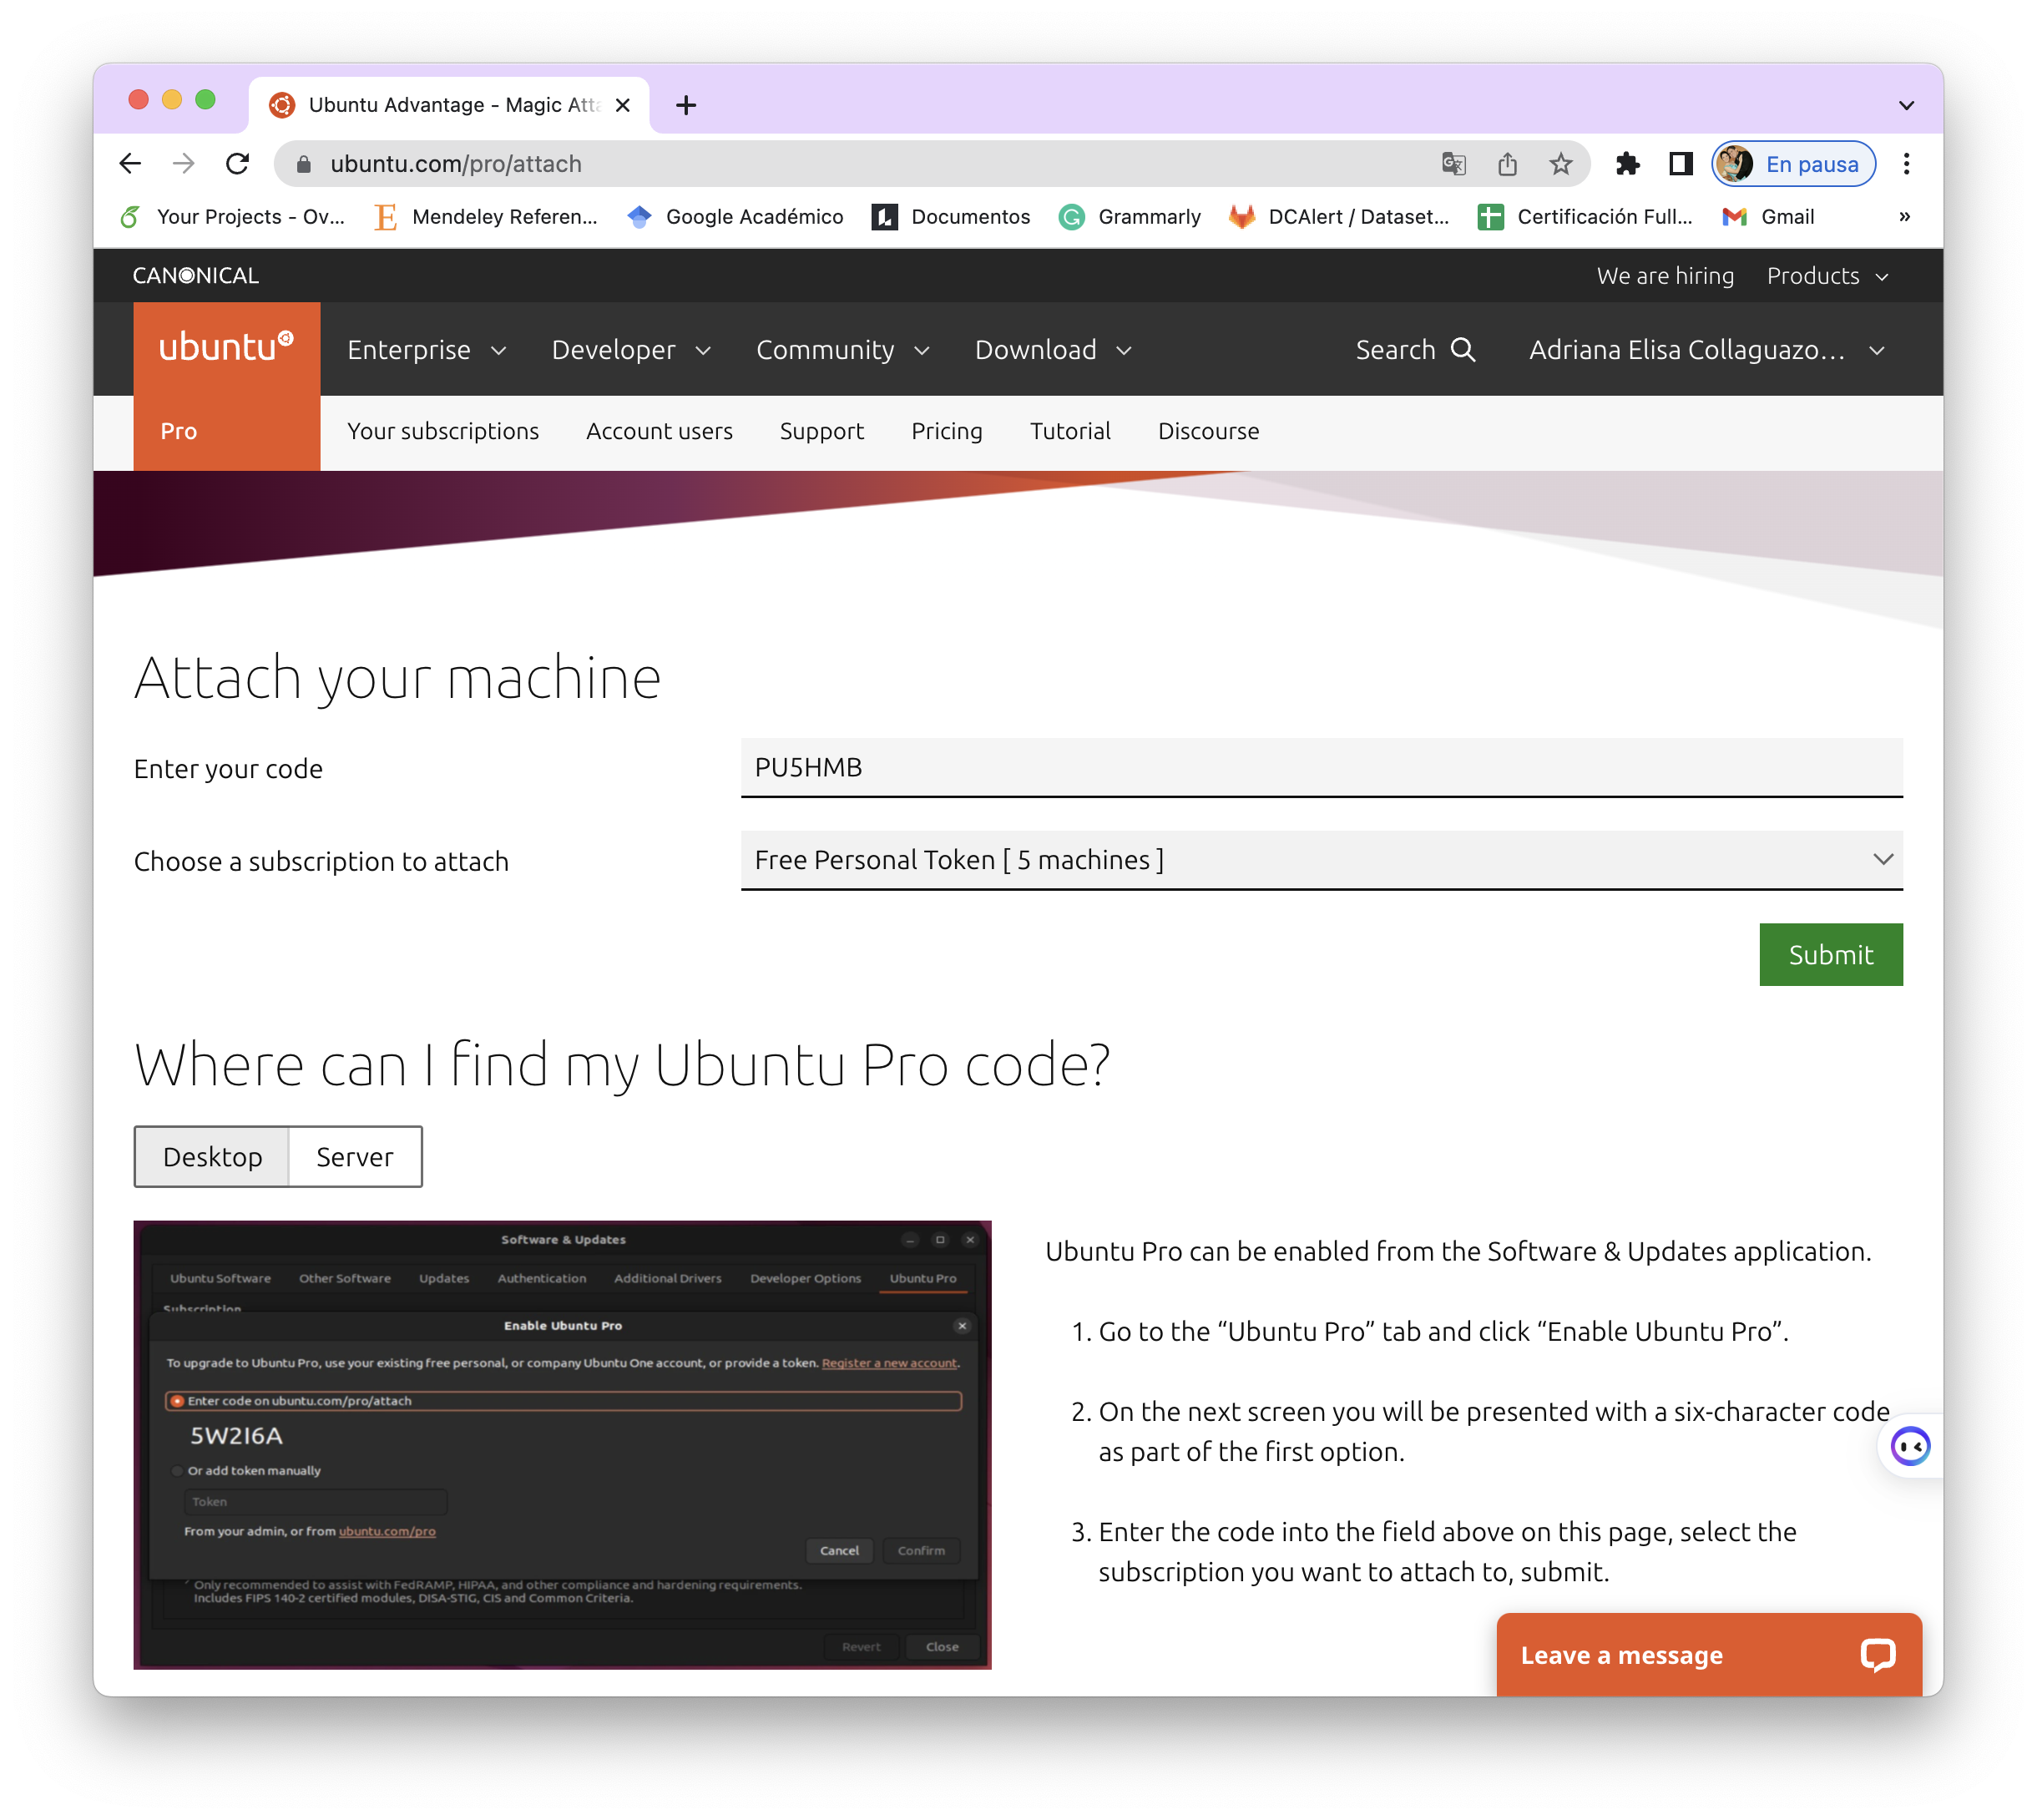 Ubuntu Advantage - Magic Att
ubuntu.com/pro/attach
En pausa
Your Projects - Ov...
Mendeley Referen...
Google Académico
Documentos
Grammarly
DCAlert / Dataset...
Certificación Full...
Gmail
»
CANONICAL
We are hiring
Products
ubuntu
Enterprise
Developer
Community
Download
Search
Adriana Elisa Collaguazo...
Pro
Your subscriptions
Account users
Support
Pricing
Tutorial
Discourse
Attach your machine
Enter your code
PU5HMB
Choose a subscription to attach
Free Personal Token [ 5 machines ]
Submit
Where can I find my Ubuntu Pro code?
Desktop
Server
Software & Updates
Ubuntu Software
Other Software
Updates
Authentication
Additional Drivers
Developer Options
Ubuntu Pro
Subscription
Enable Ubuntu Pro
To upgrade to Ubuntu Pro, use your existing free personal, or company Ubuntu One account, or provide a token. Register a new account.
Enter code on ubuntu.com/pro/attach
5W2I6A
Or add token manually
Token
From your admin, or from ubuntu.com/pro
Cancel
Confirm
Only recommended to assist with FedRAMP, HIPAA, and other compliance and hardening requirements.
Includes FIPS 140-2 certified modules, DISA-STIG, CIS and Common Criteria.
Revert
Close
Ubuntu Pro can be enabled from the Software & Updates application.
1. Go to the “Ubuntu Pro” tab and click “Enable Ubuntu Pro”.
2. On the next screen you will be presented with a six-character code
as part of the first option.
3. Enter the code into the field above on this page, select the
subscription you want to attach to, submit.
Leave a message